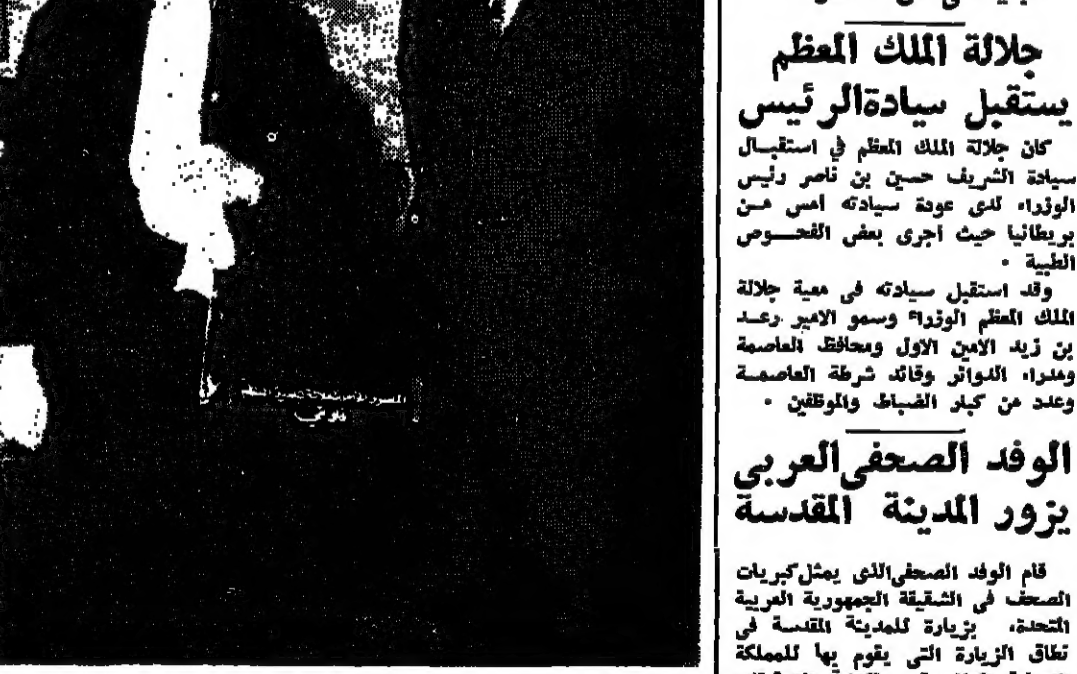 جلالة الملك المعظم
يستقبل سيادة الرئيس
كان جلالة الملك المعظم في استقبال
سيادة الشريف حسين بن ناصر رئيس
الوزراء لدى عودة سيادته امس من
بريطانيا حيث اجرى بعض الفحوص
الطبية ٠
وقد استقبل سيادته في معية جلالة
الملك المعظم الوزراء وسمو الامير رعد
بن زيد الامين الاول ومحافظ العاصمة
ومدراء الدوائر وقائد شرطة العاصمة
وعدد من كبار الضباط والموظفين ٠
الوفد الصحفي العربي
يزور المدينة المقدسة
قام الوفد الصحفي الذي يمثل كبريات
الصحف في الشقيقة الجمهورية العربية
المتحدة، بزيارة للمدينة المقدسة في
نطاق الزيارة التي يقوم بها للمملكة